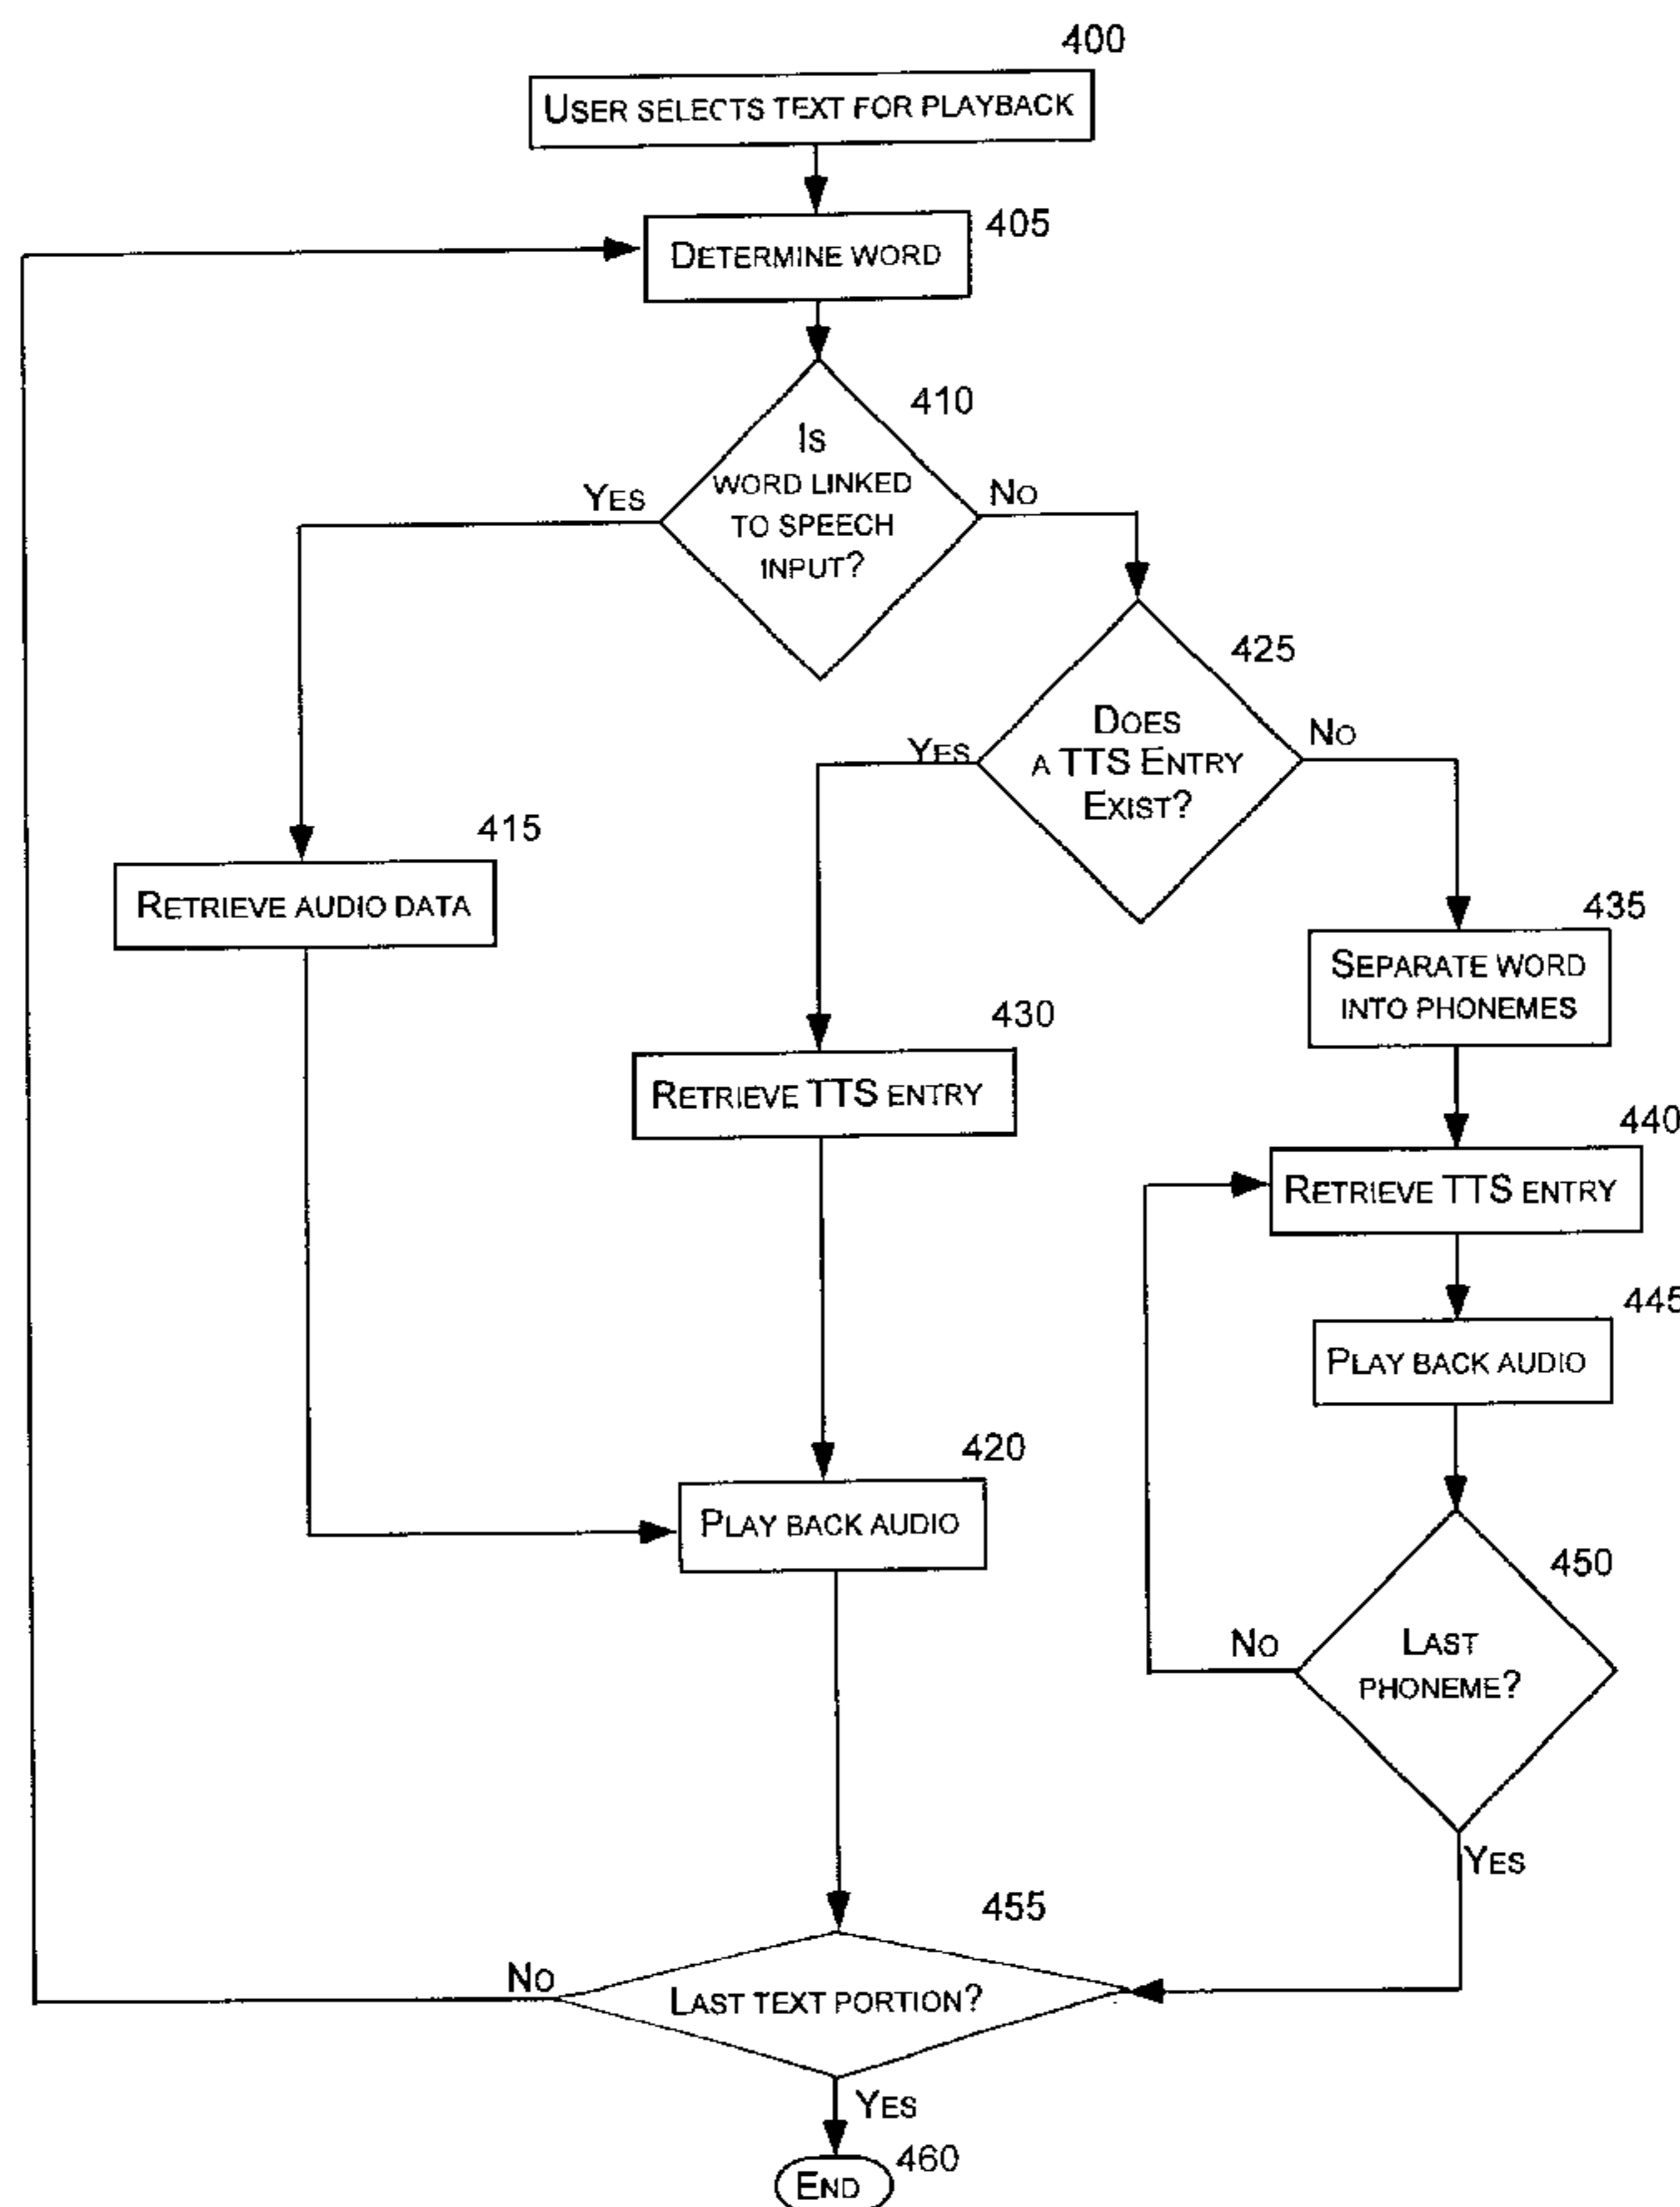 400
USER SELECTS TEXT FOR PLAYBACK
405
DETERMINE WORD
410
IS
WORD LINKED
TO SPEECH
INPUT?
YES
NO
425
DOES
A TTS ENTRY
EXIST?
YES
NO
415
RETRIEVE AUDIO DATA
435
SEPARATE WORD
INTO PHONEMES
430
RETRIEVE TTS ENTRY
440
RETRIEVE TTS ENTRY
445
PLAY BACK AUDIO
420
PLAY BACK AUDIO
450
LAST
PHONEME?
NO
YES
455
LAST TEXT PORTION?
NO
YES
460
END